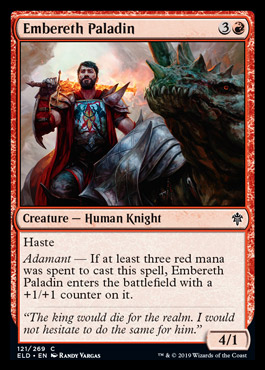 Embereth Paladin 3
Creature — Human Knight
Haste
Adamant — If at least three red mana
was spent to cast this spell, Embereth
Paladin enters the battlefield with a
+1/+1 counter on it.
“The king would die for the realm. I would
not hesitate to do the same for him.”
4/1
121/269 C
ELD • EN Randy Vargas ™ & © 2019 Wizards of the Coast